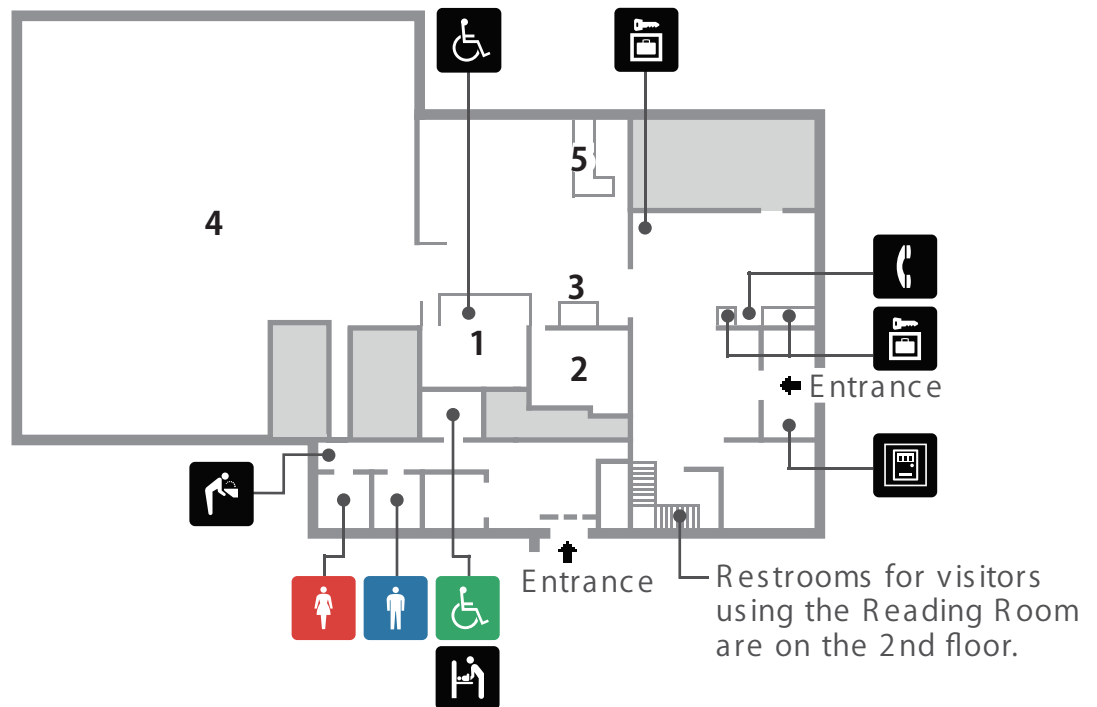 5
4
3
1
2
Entrance
Entrance
Restrooms for visitors
using the Reading Room
are on the 2nd floor.